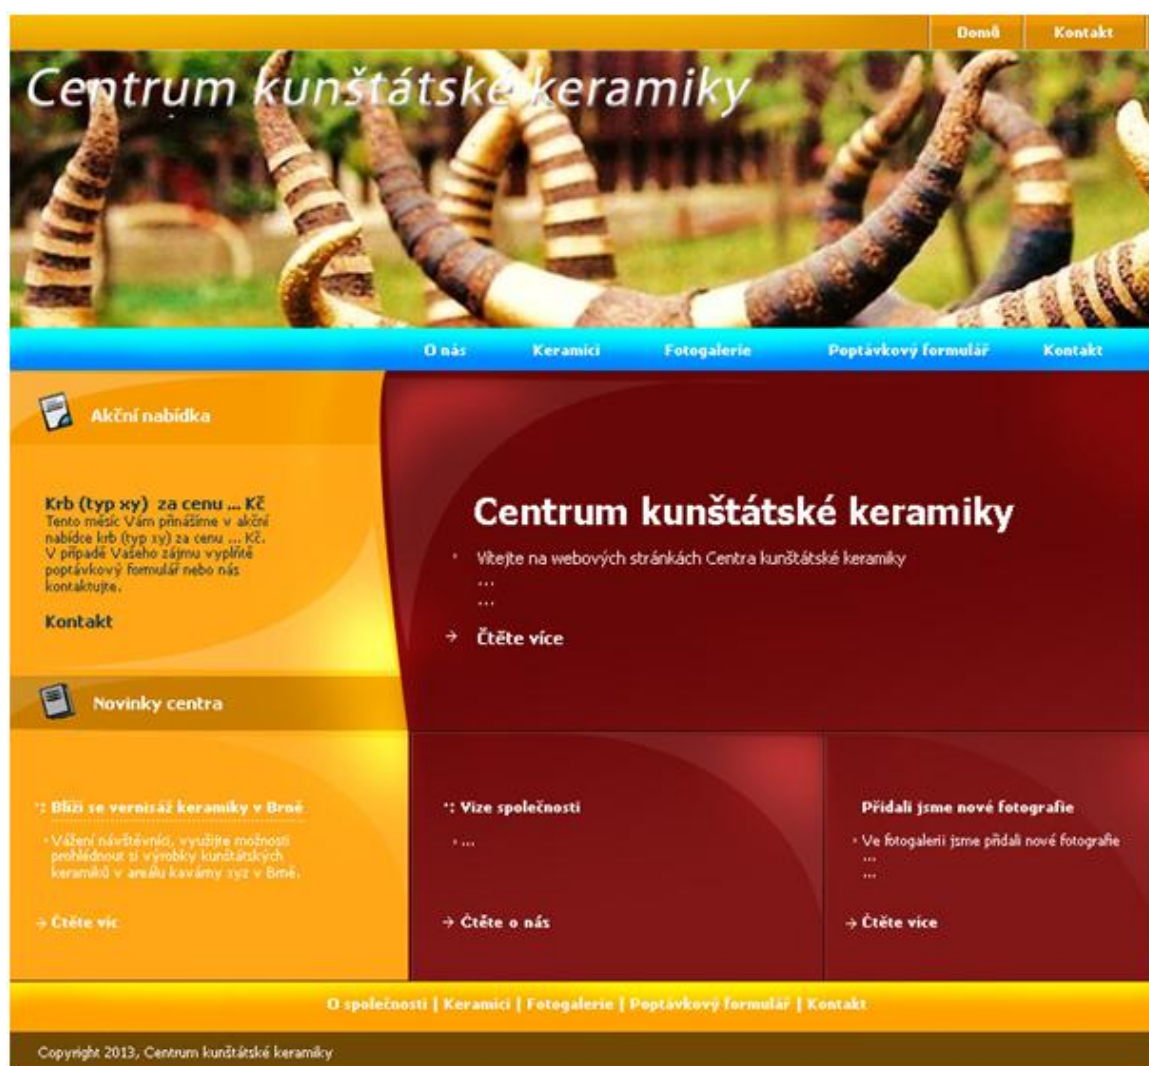 Domů Kontakt
Centrum kunštátské keramiky
O nás Keramici Fotogalerie Poptávkový formulář Kontakt
Akční nabídka
Krb (typ xy) za cenu ... Kč
Tento měsíc Vám přinášíme v akční
nabídce krb (typ xy) za cenu ... Kč.
V případě Vašeho zájmu vyplňtě
poptávkový formulář nebo nás
kontaktujte.
Kontakt
Centrum kunštátské keramiky
Vítejte na webových stránkách Centra kunštátské keramiky
...
...
Čtěte více
Novinky centra
Blíží se vernisáž keramiky v Brně
Vážení návštěvníci, využijte možnosti
prohlédnout si výrobky kunštátských
keramiků v areálu kavárny xyz v Brně.
Čtěte víc
Vize společnosti
...
Čtěte o nás
Přidali jsme nové fotografie
Ve fotogalerii jsme přidali nové fotografie
...
...
Čtěte více
O společnosti | Keramici | Fotogalerie | Poptávkový formulář | Kontakt
Copyright 2013, Centrum kunštátské keramiky